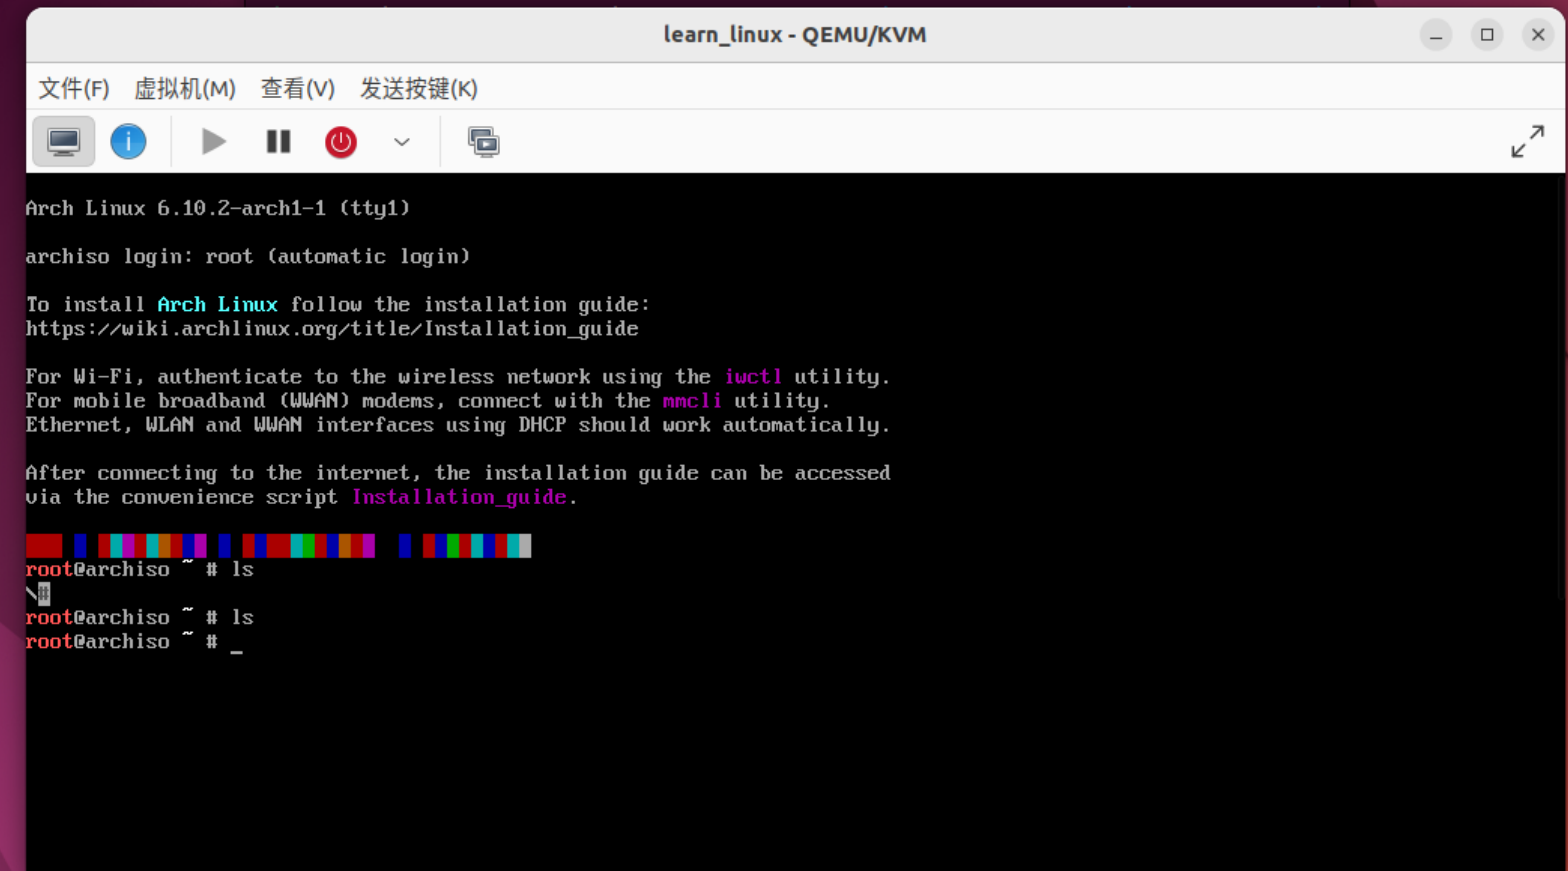 learn_linux - QEMU/KVM
文件(F) 虚拟机(M) 查看(V) 发送按键(K)
Arch Linux 6.10.2-arch1-1 (tty1)
archiso login: root (automatic login)
To install Arch Linux follow the installation guide:
https://wiki.archlinux.org/title/Installation_guide
For Wi-Fi, authenticate to the wireless network using the iwctl utility.
For mobile broadband (WWAN) modems, connect with the mmcli utility.
Ethernet, WLAN and WWAN interfaces using DHCP should work automatically.
After connecting to the internet, the installation guide can be accessed
via the convenience script Installation_guide.
root@archiso ~ # ls
\#
root@archiso ~ # ls
root@archiso ~ # _